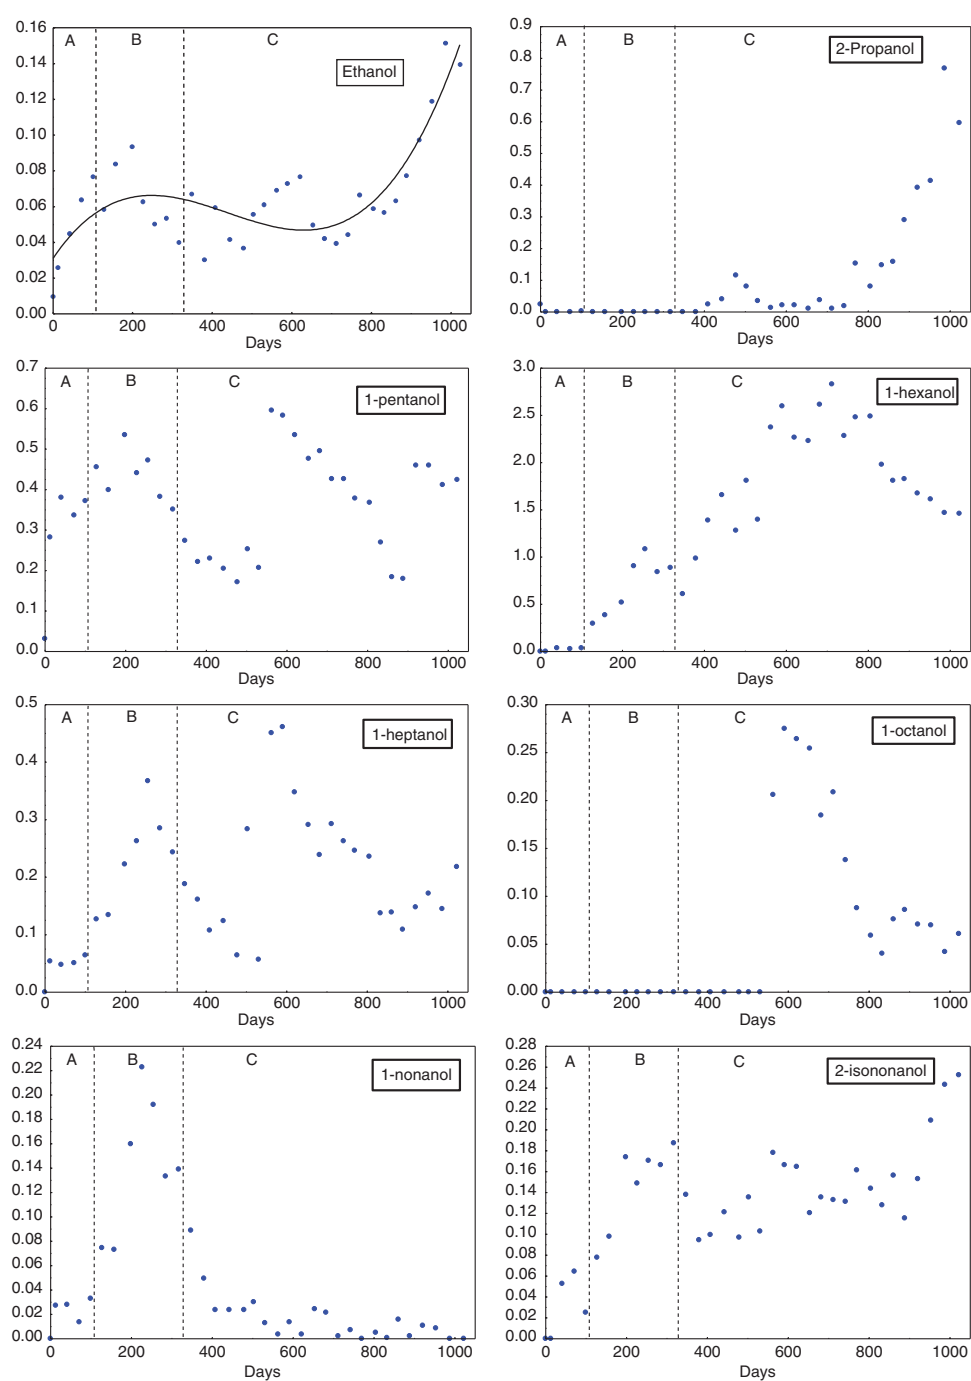 A B C
Ethanol
0.16
0.14
0.12
0.10
0.08
0.06
0.04
0.02
0.00
0 200 400 600 800 1000
Days
A B C
2-Propanol
0.9
0.8
0.7
0.6
0.5
0.4
0.3
0.2
0.1
0.0
0 200 400 600 800 1000
Days
A B C
1-pentanol
0.7
0.6
0.5
0.4
0.3
0.2
0.1
0.0
0 200 400 600 800 1000
Days
A B C
1-hexanol
3.0
2.5
2.0
1.5
1.0
0.5
0.0
0 200 400 600 800 1000
Days
A B C
1-heptanol
0.5
0.4
0.3
0.2
0.1
0.0
0 200 400 600 800 1000
Days
A B C
1-octanol
0.30
0.25
0.20
0.15
0.10
0.05
0.00
0 200 400 600 800 1000
Days
A B C
1-nonanol
0.24
0.22
0.20
0.18
0.16
0.14
0.12
0.10
0.08
0.06
0.04
0.02
0.00
0 200 400 600 800 1000
Days
A B C
2-isononanol
0.28
0.26
0.24
0.22
0.20
0.18
0.16
0.14
0.12
0.10
0.08
0.06
0.04
0.02
0.00
0 200 400 600 800 1000
Days